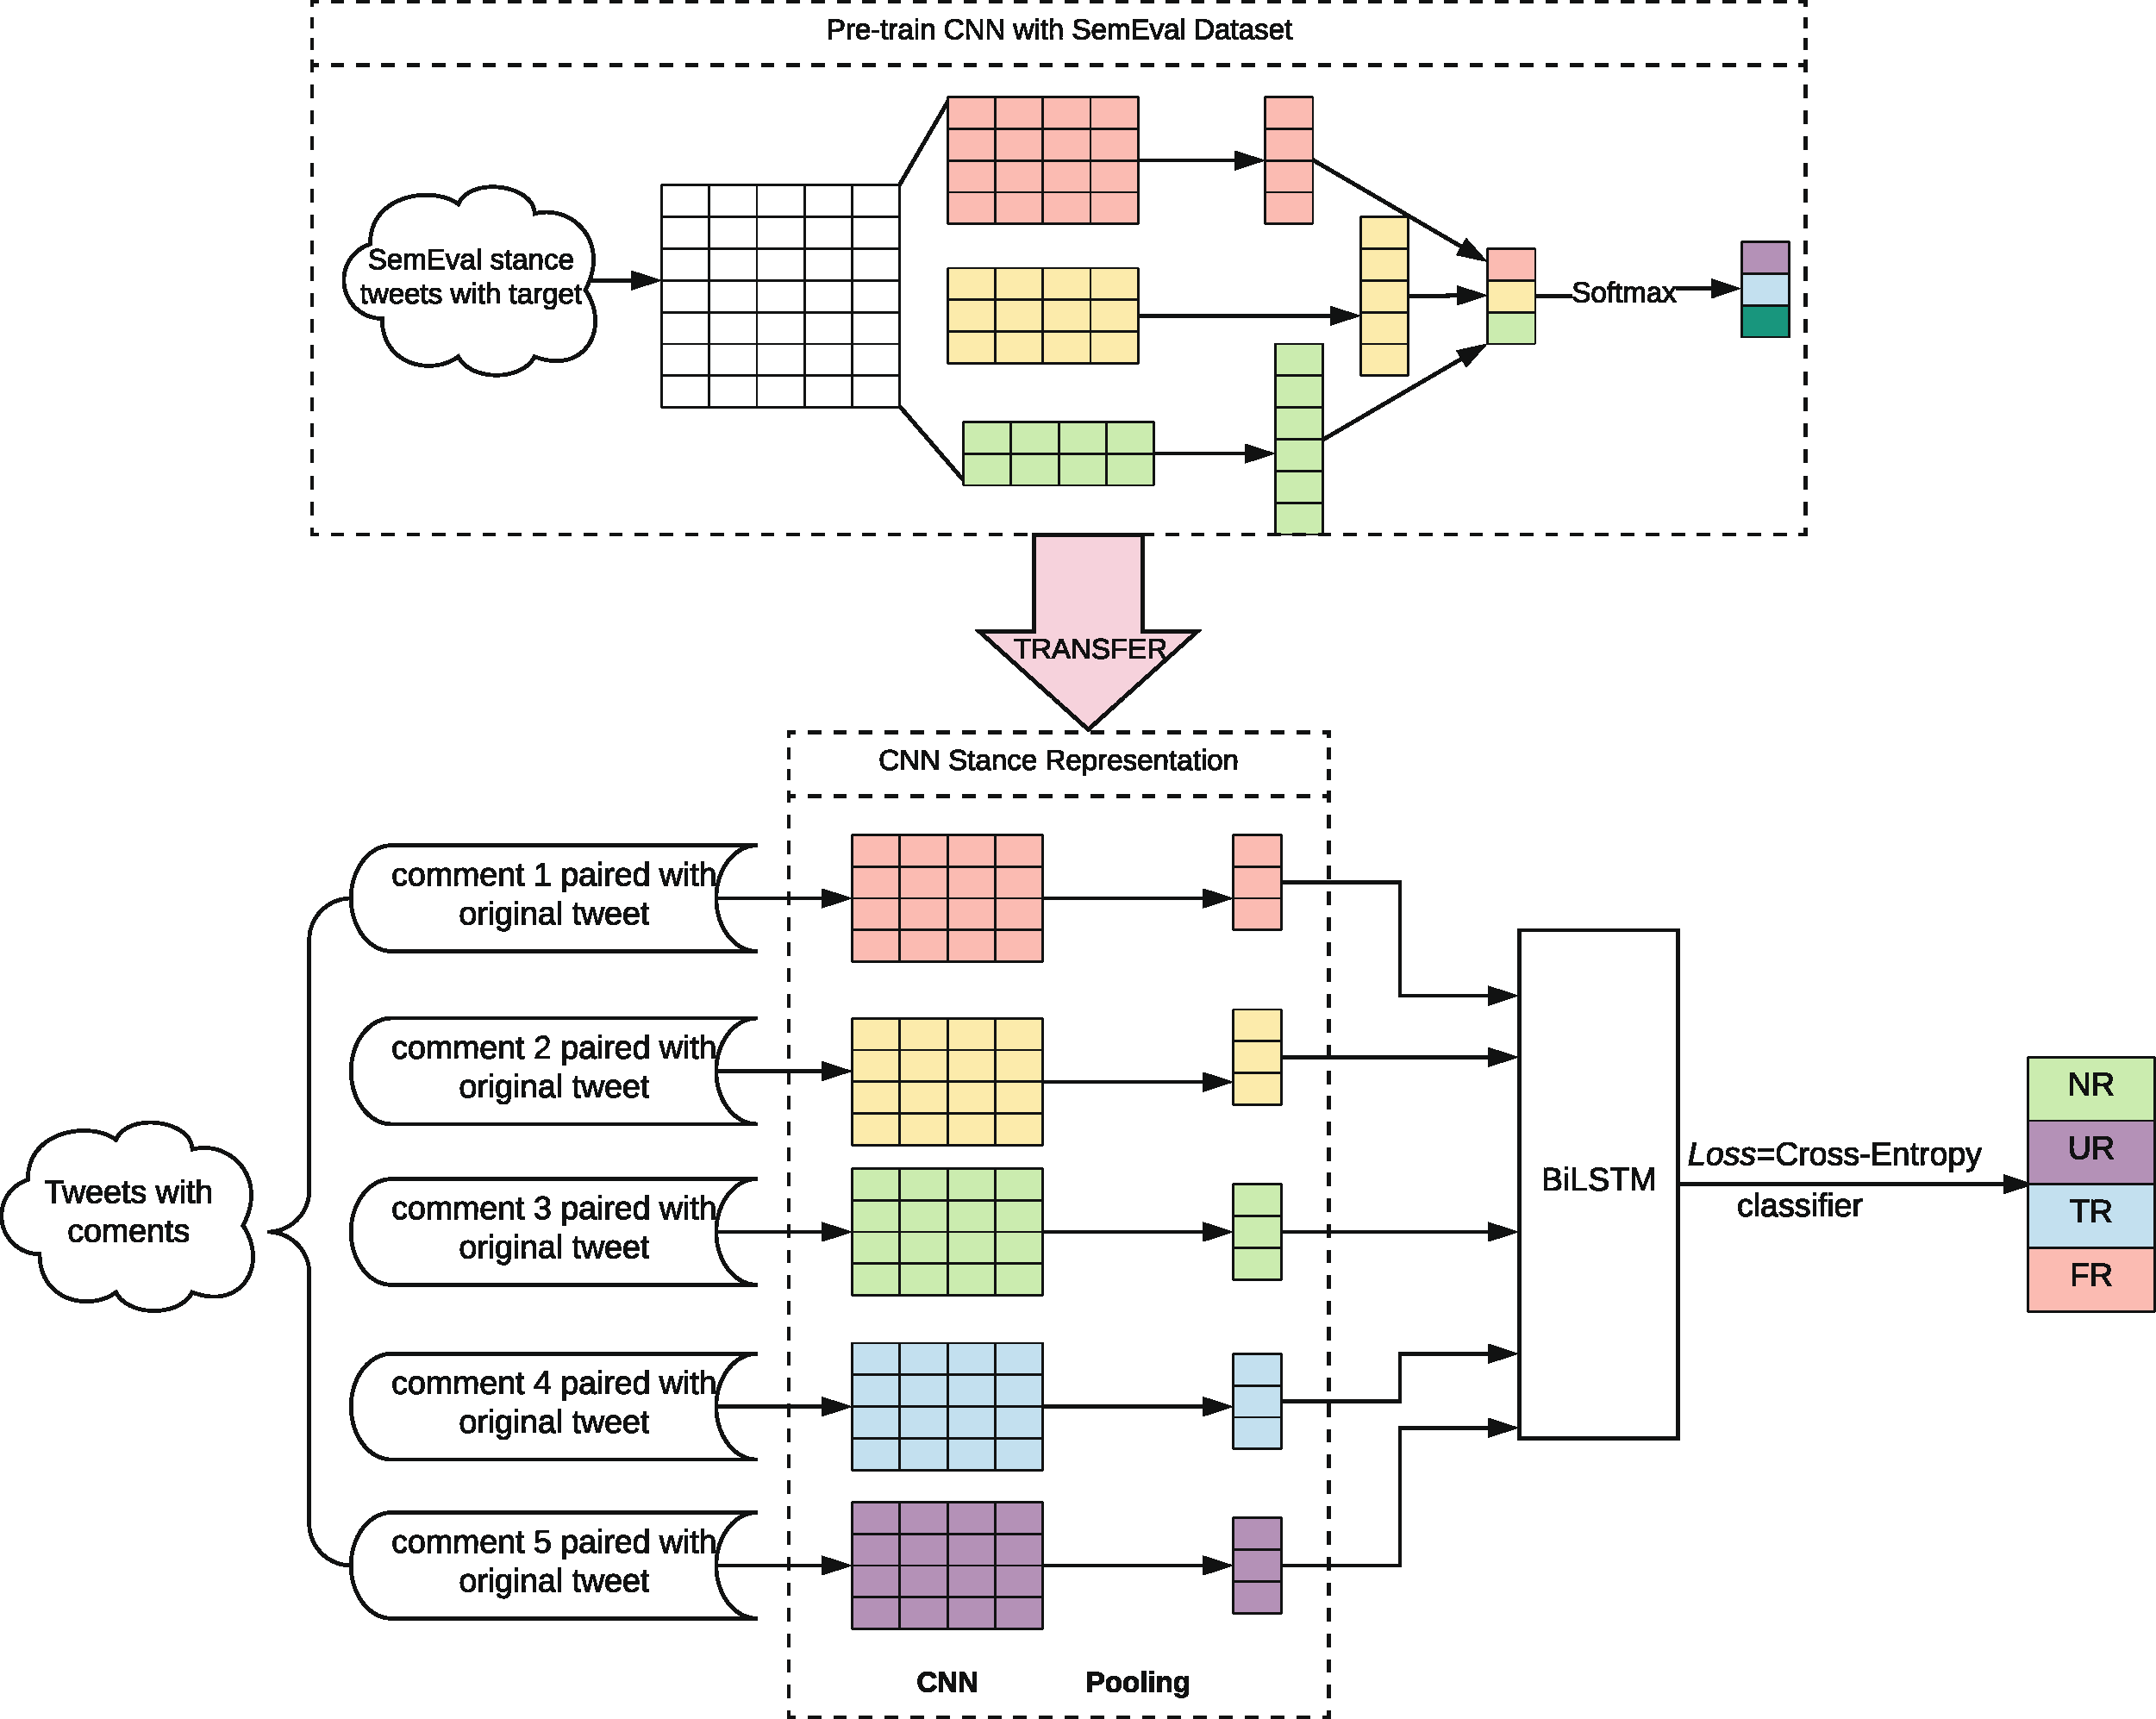 Pre-train CNN with SemEval Dataset
SemEval stance
tweets with target
Softmax
TRANSFER
CNN Stance Representation
comment 1 paired with
original tweet
comment 2 paired with
original tweet
comment 3 paired with
original tweet
comment 4 paired with
original tweet
comment 5 paired with
original tweet
Tweets with
coments
CNN
Pooling
BiLSTM
Loss=Cross-Entropy
classifier
NR
UR
TR
FR